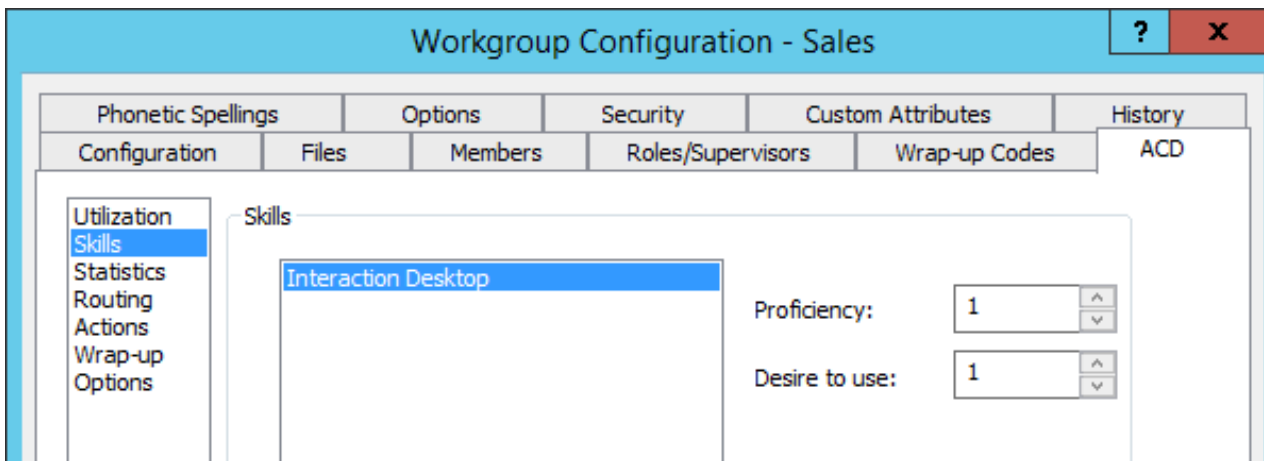 Workgroup Configuration - Sales
? x
Phonetic Spellings Options Security Custom Attributes History
Configuration Files Members Roles/Supervisors Wrap-up Codes ACD
Utilization
Skills
Statistics
Routing
Actions
Wrap-up
Options
Skills
Interaction Desktop
Proficiency: 1
Desire to use: 1